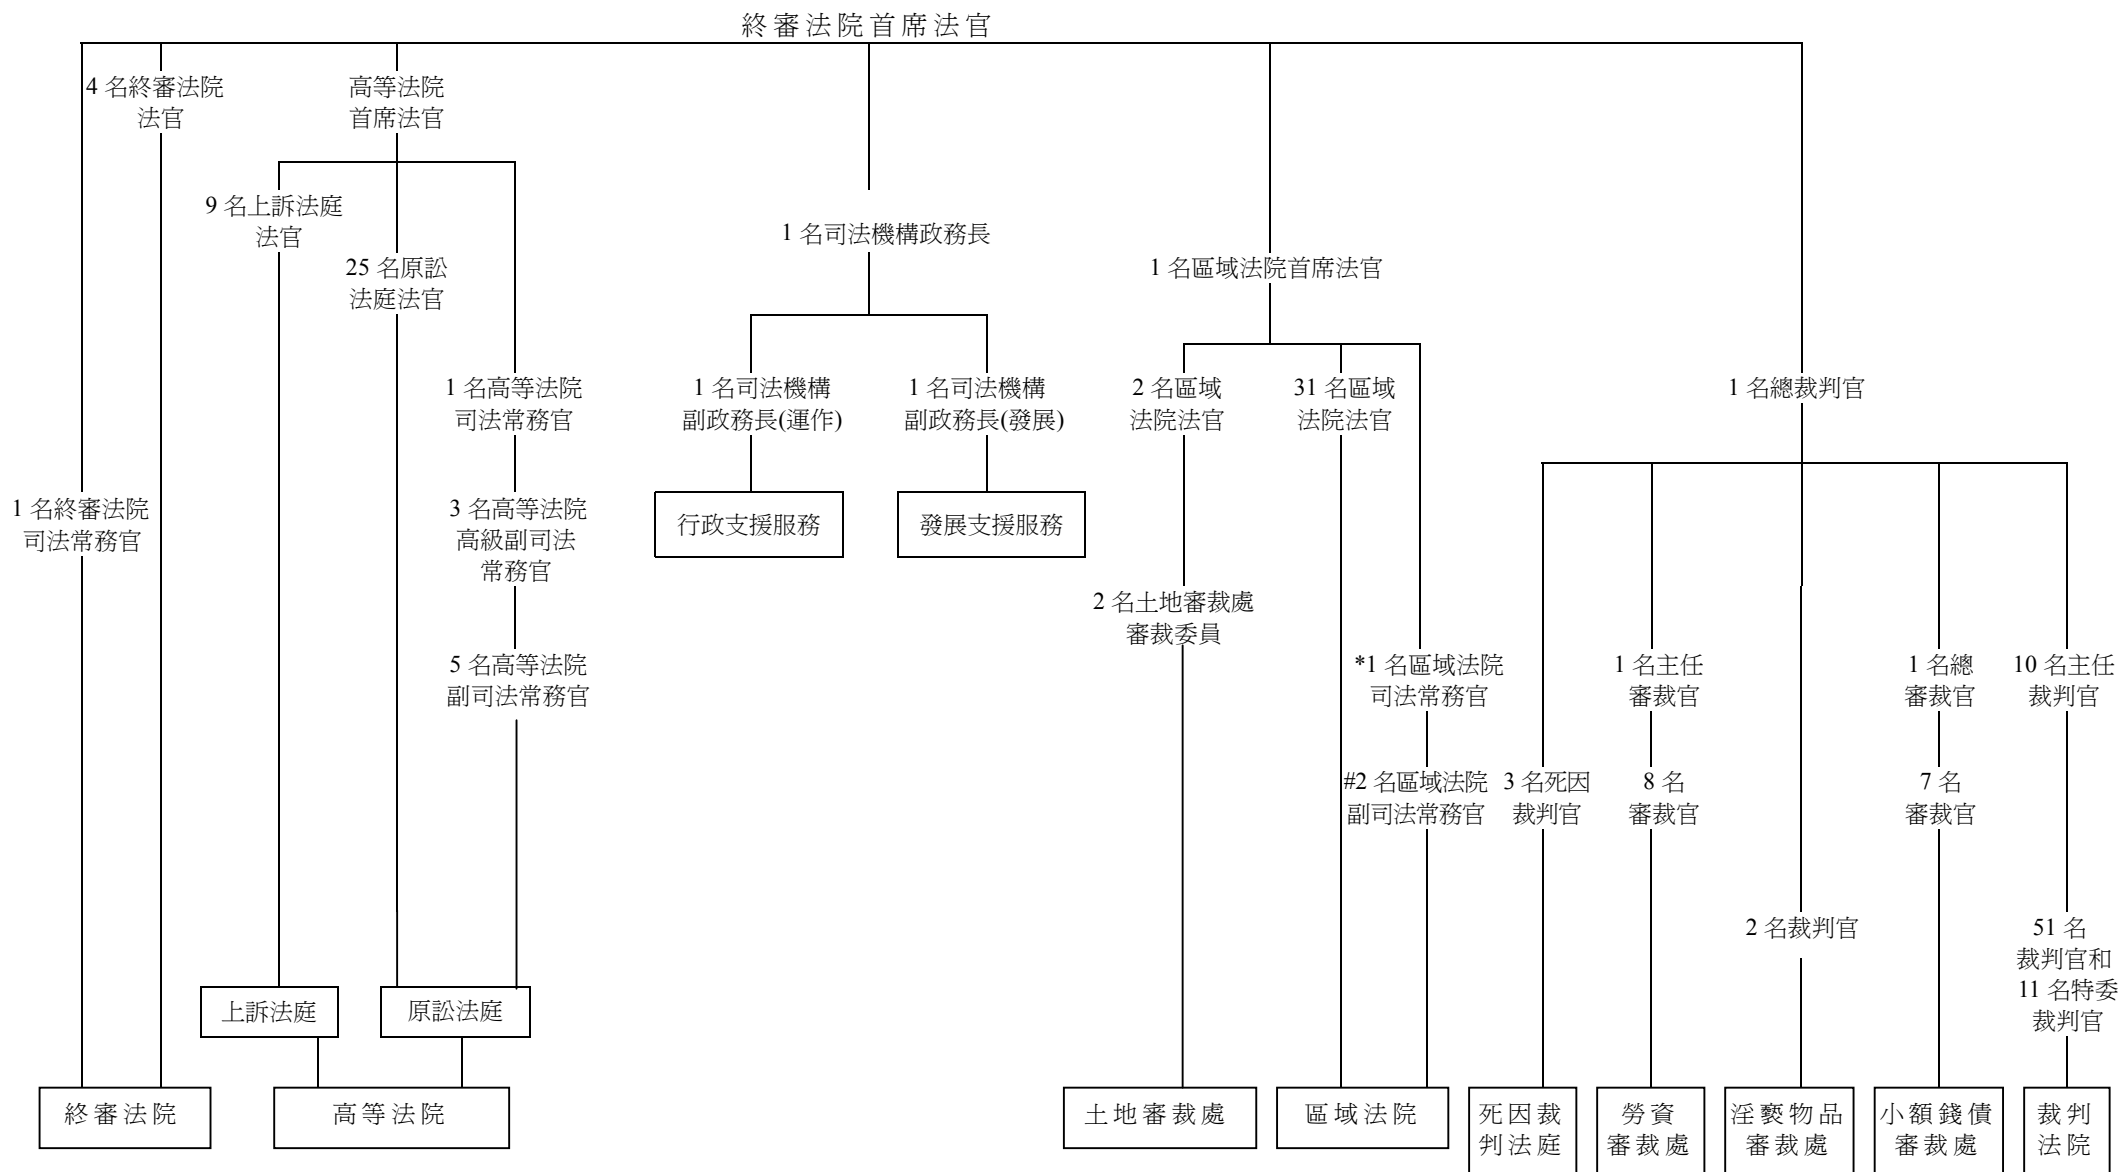 終審法院首席法官
4 名終審法院
法官
高等法院
首席法官
9 名上訴法庭
法官
25 名原訟
法庭法官
1 名司法機構政務長
1 名區域法院首席法官
1 名高等法院
司法常務官
1 名司法機構
副政務長(運作)
1 名司法機構
副政務長(發展)
2 名區域
法院法官
31 名區域
法院法官
1 名總裁判官
1 名終審法院
司法常務官
3 名高等法院
高級副司法
常務官
行政支援服務
發展支援服務
2 名土地審裁處
審裁委員
5 名高等法院
副司法常務官
*1 名區域法院
司法常務官
1 名主任
審裁官
1 名總
審裁官
10 名主任
裁判官
#2 名區域法院
副司法常務官
3 名死因
裁判官
8 名
審裁官
7 名
審裁官
2 名裁判官
51 名
裁判官和
11 名特委
裁判官
上訴法庭
原訟法庭
終審法院
高等法院
土地審裁處
區域法院
死因裁
判法庭
勞資
審裁處
淫褻物品
審裁處
小額錢債
審裁處
裁判
法院